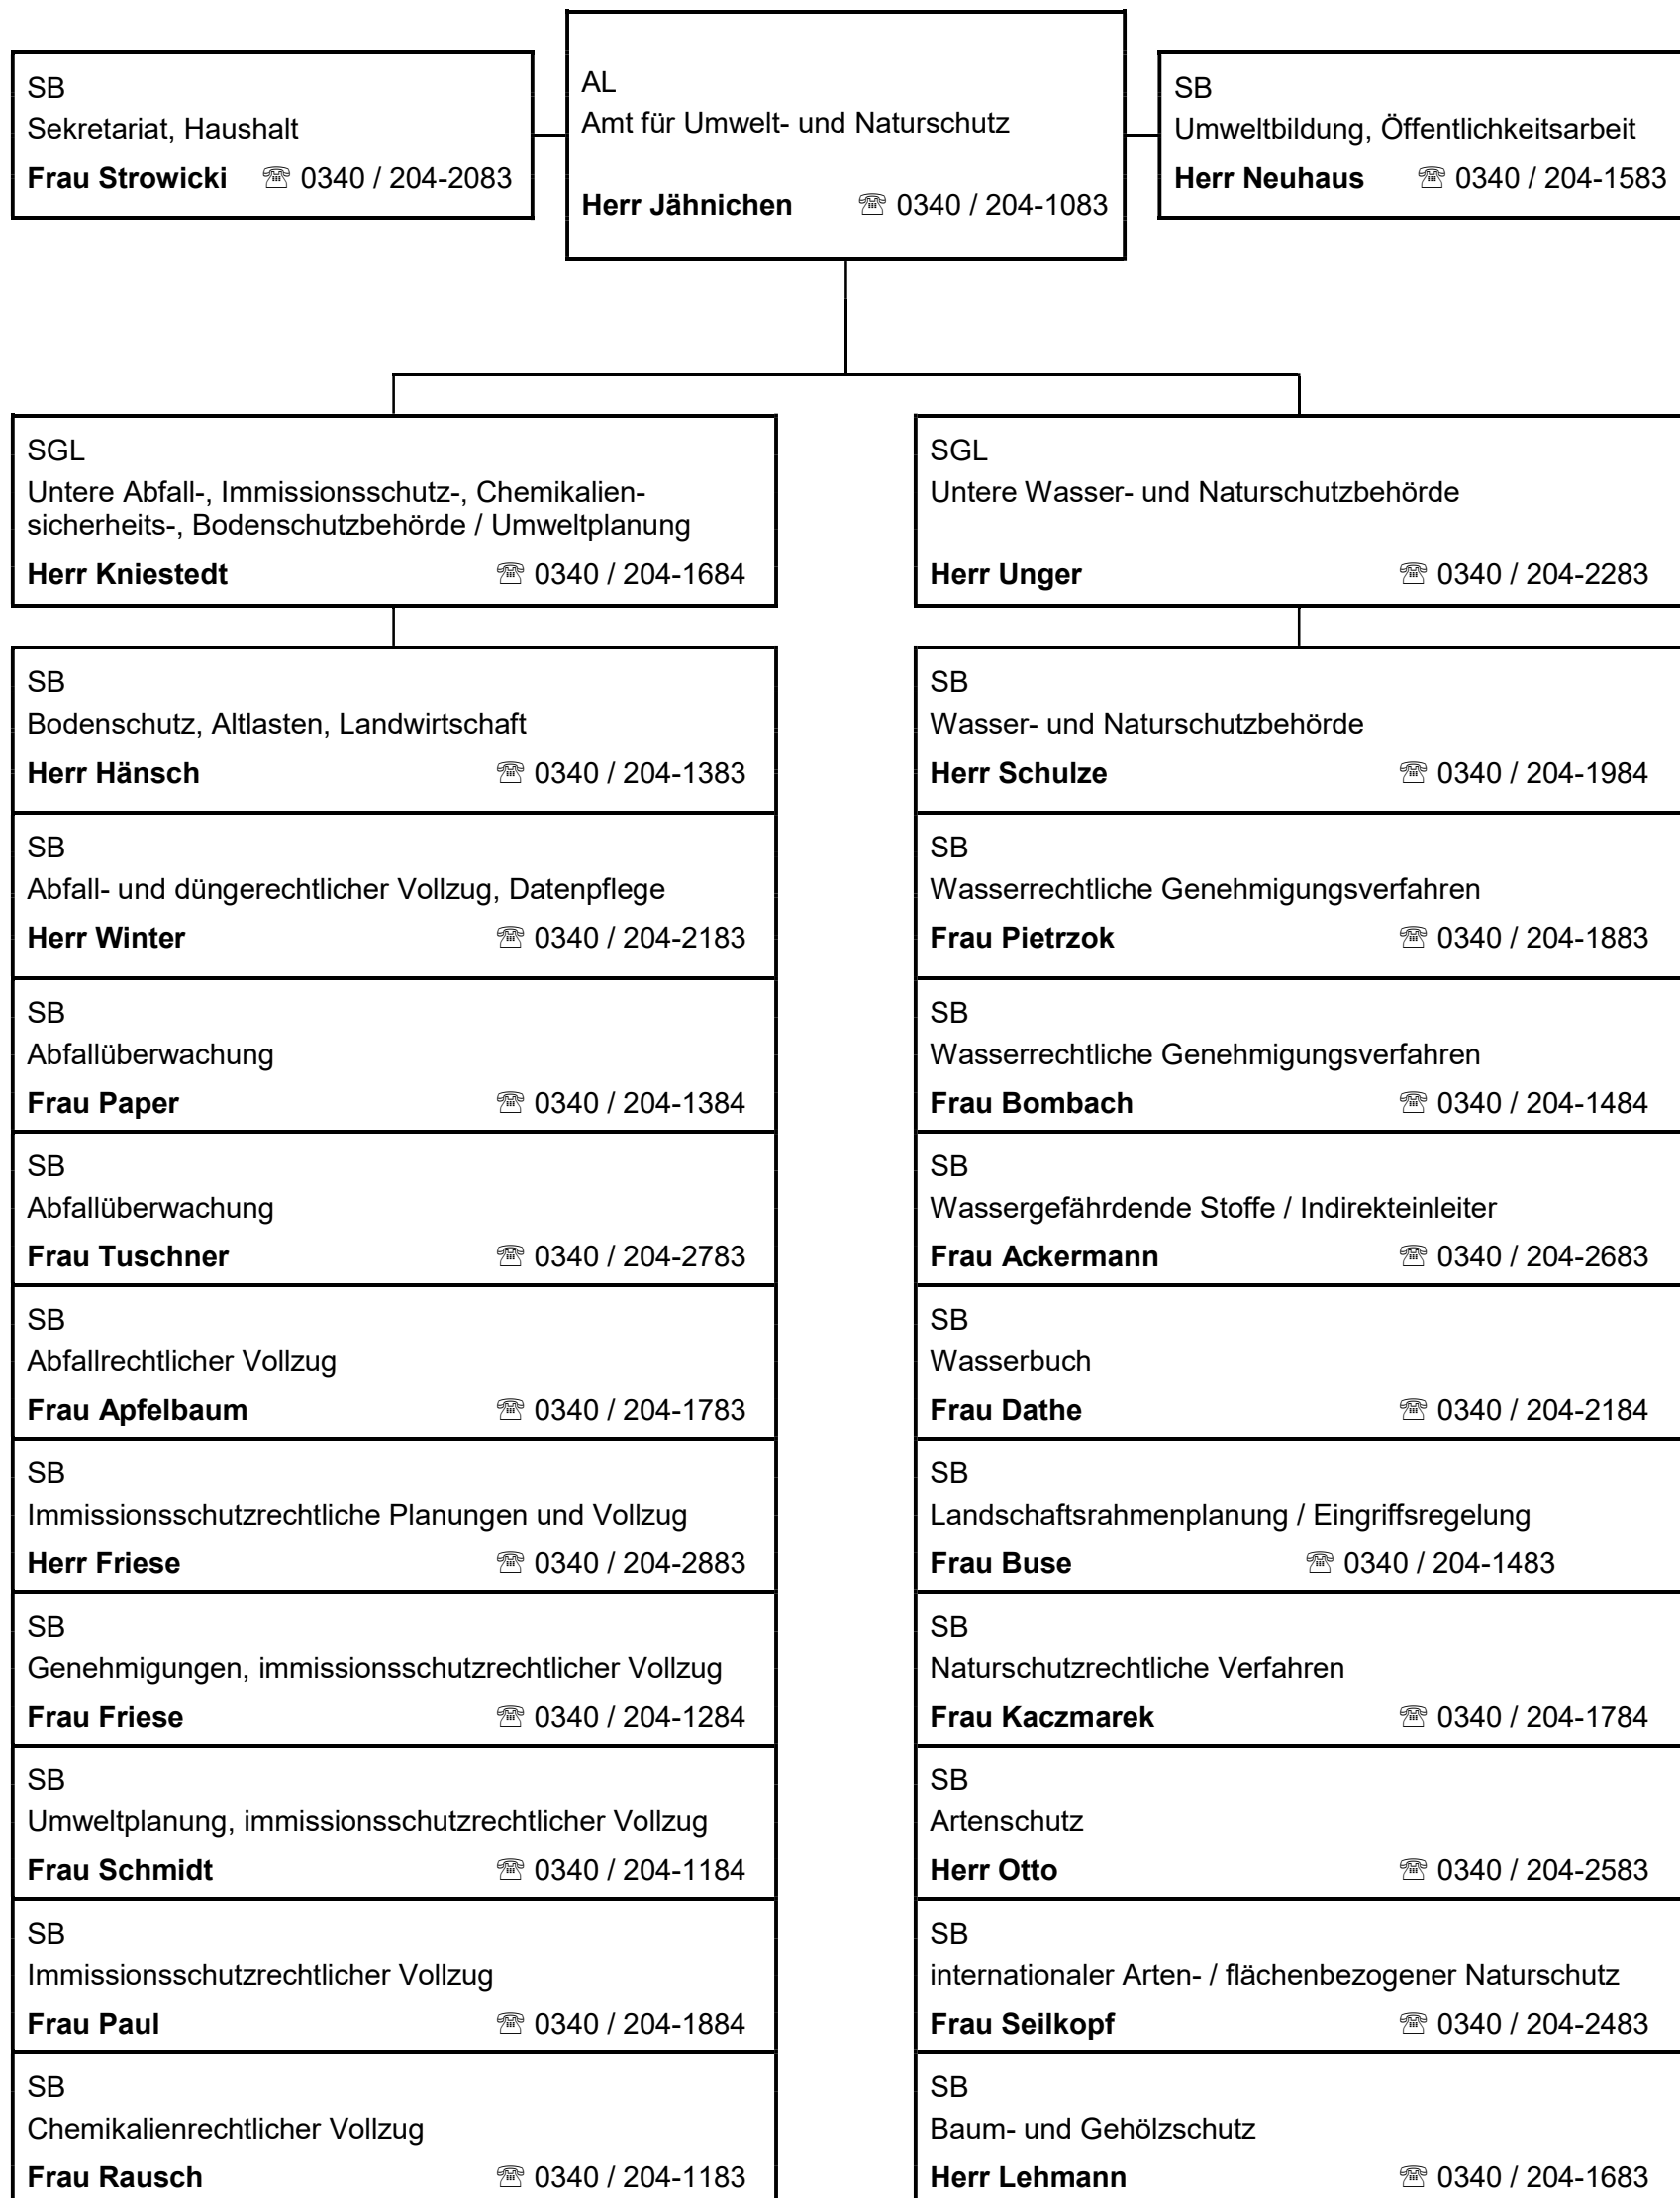 SB
Sekretariat, Haushalt
Frau Strowicki ☏ 0340 / 204-2083
AL
Amt für Umwelt- und Naturschutz
Herr Jähnichen ☏ 0340 / 204-1083
SB
Umweltbildung, Öffentlichkeitsarbeit
Herr Neuhaus ☏ 0340 / 204-1583
SGL
Untere Abfall-, Immissionsschutz-, Chemikalien-
sicherheits-, Bodenschutzbehörde / Umweltplanung
Herr Kniestedt ☏ 0340 / 204-1684
SB
Bodenschutz, Altlasten, Landwirtschaft
Herr Hänsch ☏ 0340 / 204-1383
SB
Abfall- und düngerechtlicher Vollzug, Datenpflege
Herr Winter ☏ 0340 / 204-2183
SB
Abfallüberwachung
Frau Paper ☏ 0340 / 204-1384
SB
Abfallüberwachung
Frau Tuschner ☏ 0340 / 204-2783
SB
Abfallrechtlicher Vollzug
Frau Apfelbaum ☏ 0340 / 204-1783
SB
Immissionsschutzrechtliche Planungen und Vollzug
Herr Friese ☏ 0340 / 204-2883
SB
Genehmigungen, immissionsschutzrechtlicher Vollzug
Frau Friese ☏ 0340 / 204-1284
SB
Umweltplanung, immissionsschutzrechtlicher Vollzug
Frau Schmidt ☏ 0340 / 204-1184
SB
Immissionsschutzrechtlicher Vollzug
Frau Paul ☏ 0340 / 204-1884
SB
Chemikalienrechtlicher Vollzug
Frau Rausch ☏ 0340 / 204-1183
SGL
Untere Wasser- und Naturschutzbehörde
Herr Unger ☏ 0340 / 204-2283
SB
Wasser- und Naturschutzbehörde
Herr Schulze ☏ 0340 / 204-1984
SB
Wasserrechtliche Genehmigungsverfahren
Frau Pietrzok ☏ 0340 / 204-1883
SB
Wasserrechtliche Genehmigungsverfahren
Frau Bombach ☏ 0340 / 204-1484
SB
Wassergefährdende Stoffe / Indirekteinleiter
Frau Ackermann ☏ 0340 / 204-2683
SB
Wasserbuch
Frau Dathe ☏ 0340 / 204-2184
SB
Landschaftsrahmenplanung / Eingriffsregelung
Frau Buse ☏ 0340 / 204-1483
SB
Naturschutzrechtliche Verfahren
Frau Kaczmarek ☏ 0340 / 204-1784
SB
Artenschutz
Herr Otto ☏ 0340 / 204-2583
SB
internationaler Arten- / flächenbezogener Naturschutz
Frau Seilkopf ☏ 0340 / 204-2483
SB
Baum- und Gehölzschutz
Herr Lehmann ☏ 0340 / 204-1683